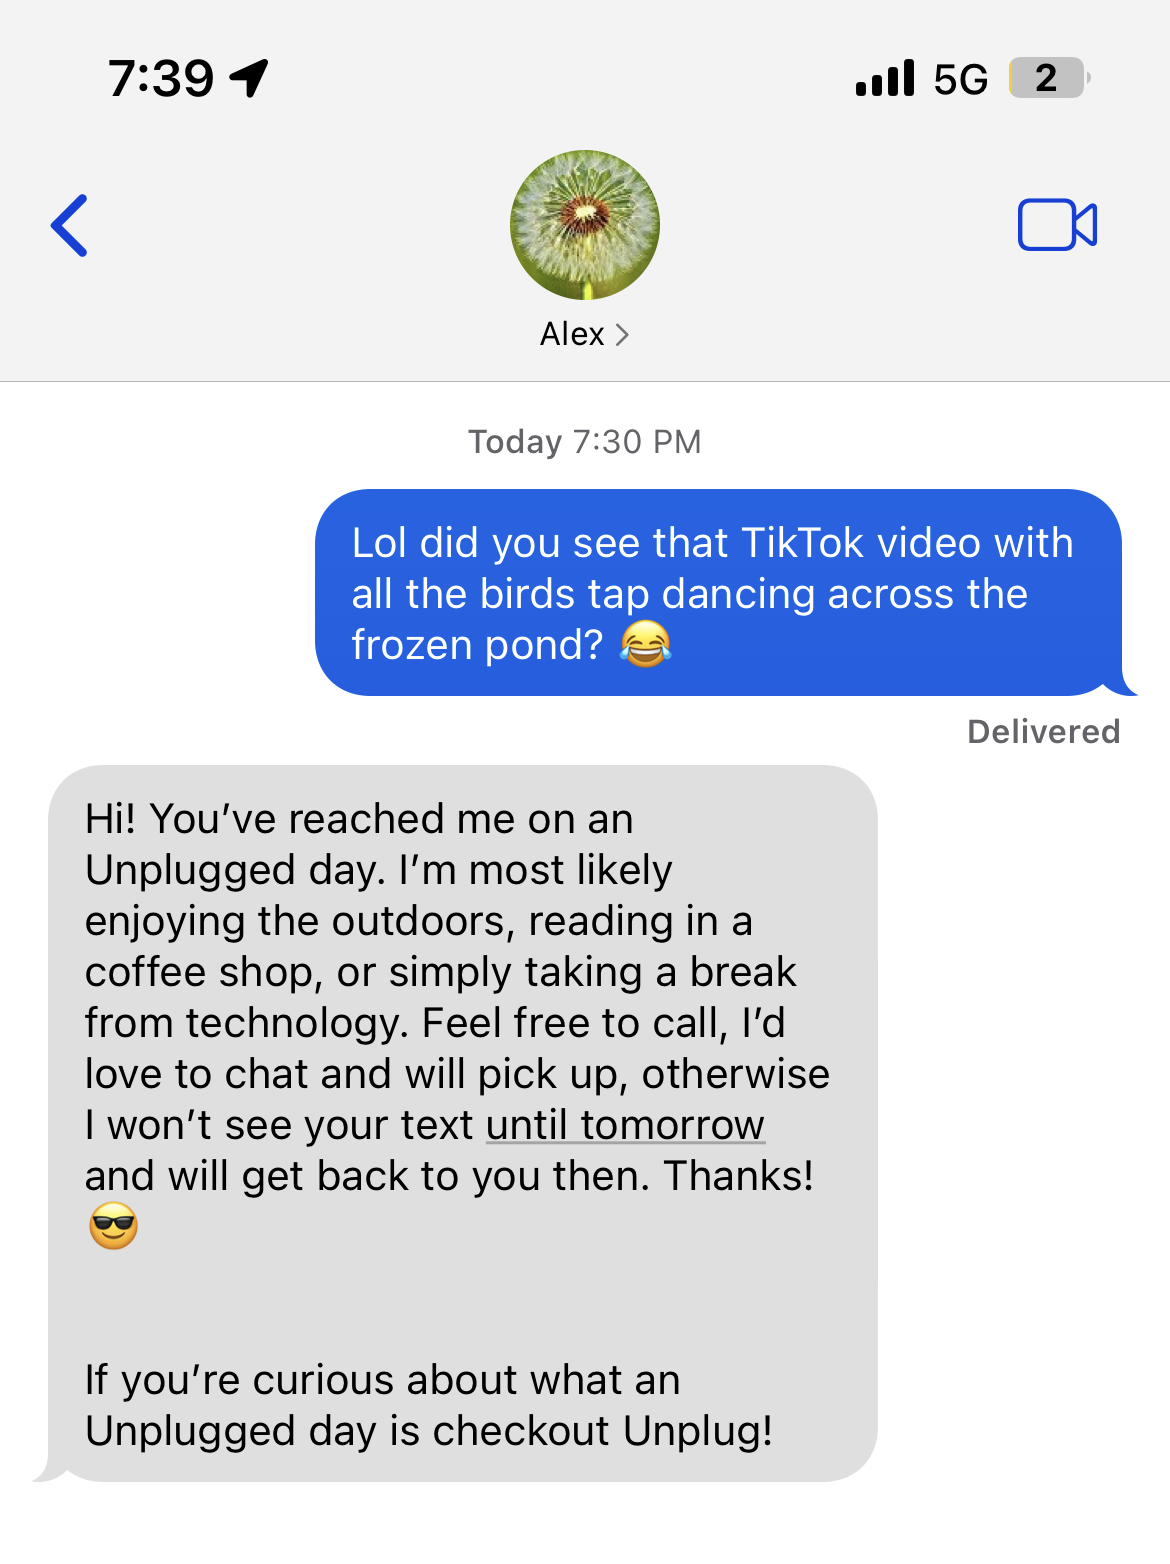 7:39
5G
2
Alex
Today 7:30 PM
Lol did you see that TikTok video with
all the birds tap dancing across the
frozen pond? 😂
Delivered
Hi! You’ve reached me on an
Unplugged day. I’m most likely
enjoying the outdoors, reading in a
coffee shop, or simply taking a break
from technology. Feel free to call, I’d
love to chat and will pick up, otherwise
I won’t see your text until tomorrow
and will get back to you then. Thanks!
😎
If you’re curious about what an
Unplugged day is checkout Unplug!